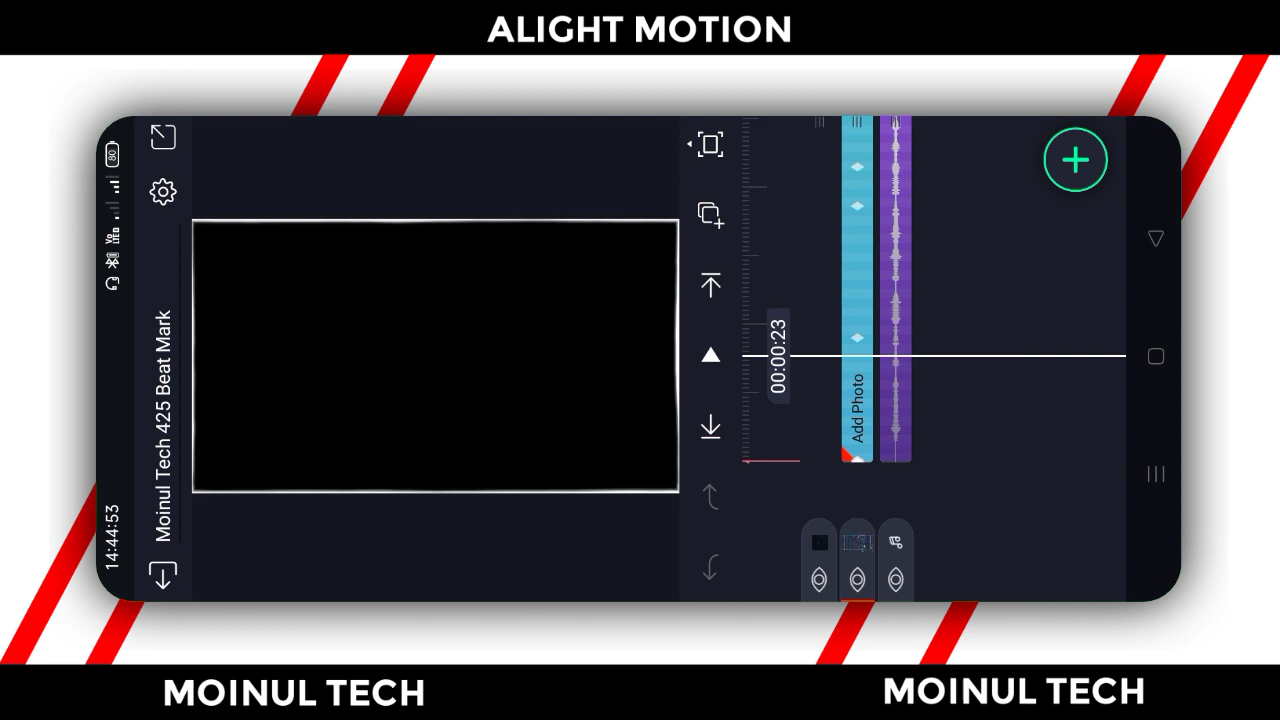 ALIGHT MOTION
14:44:53
80
Moinul Tech 425 Beat Mark
00:00:23
Add Photo
MOINUL TECH
MOINUL TECH